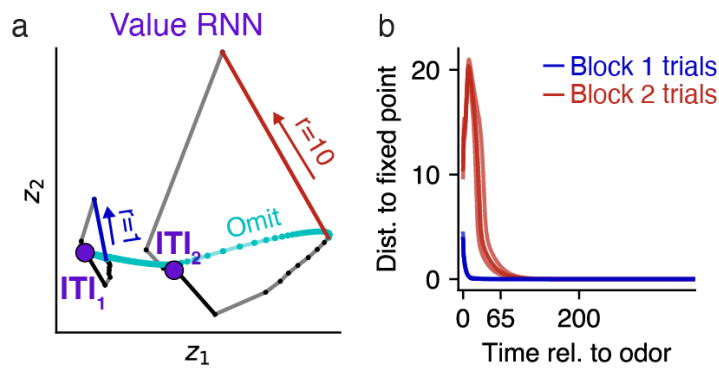 a
Value RNN
z2
r=10
r=1
Omit
ITI1
ITI2
z1
b
Block 1 trials
Block 2 trials
Dist. to fixed point
20
10
0
0
65
200
Time rel. to odor